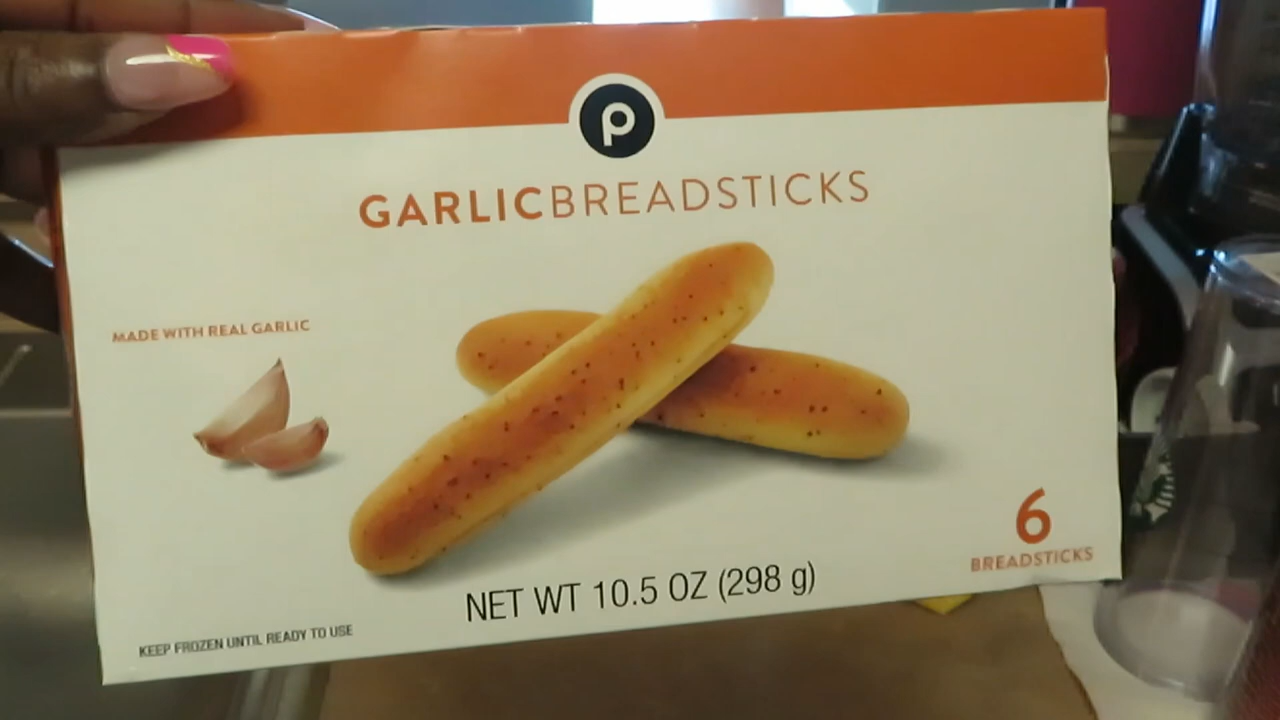 P
GARLICBREADSTICKS
MADE WITH REAL GARLIC
6
BREADSTICKS
NET WT 10.5 OZ (298 g)
KEEP FROZEN UNTIL READY TO USE